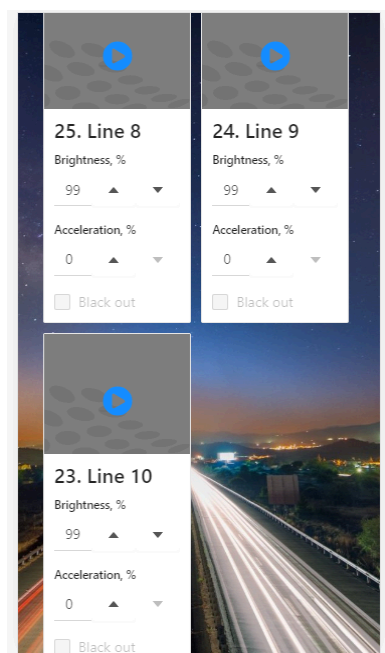 25. Line 8
Brightness, %
99
Acceleration, %
0
Black out
24. Line 9
Brightness, %
99
Acceleration, %
0
Black out
23. Line 10
Brightness, %
99
Acceleration, %
0
Black out